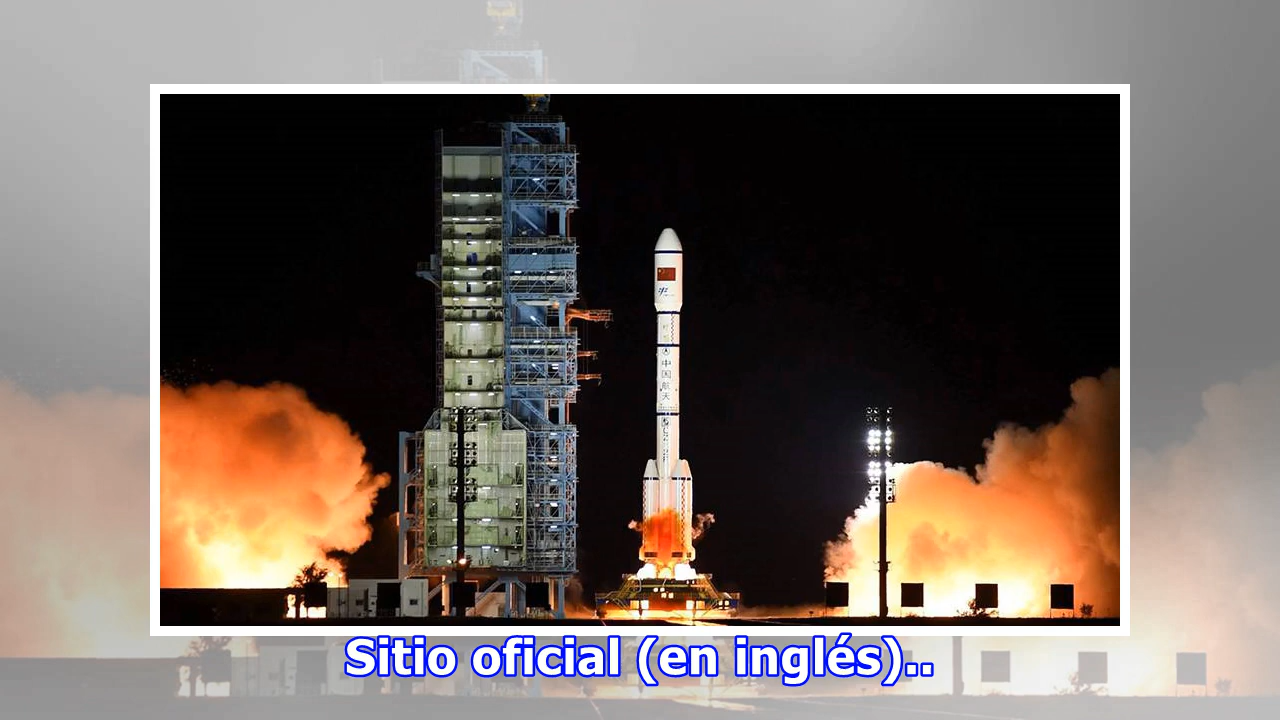 中国航天
Sitio oficial (en inglés)..